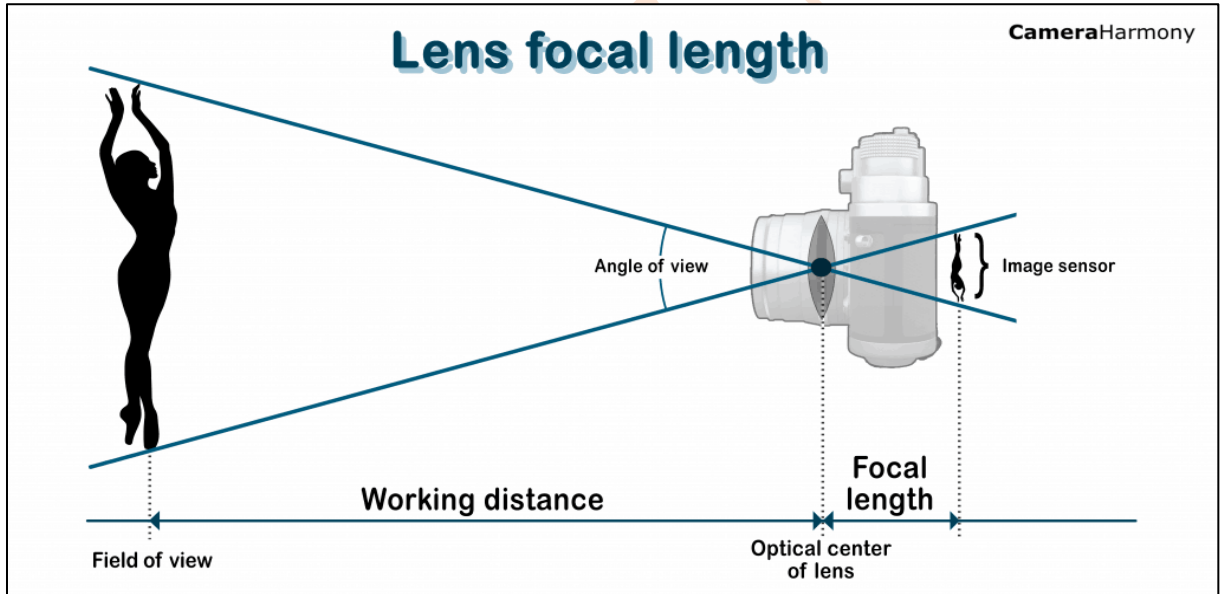 CameraHarmony
Lens focal length
Angle of view
Image sensor
Focal
length
Working distance
Field of view
Optical center
of lens